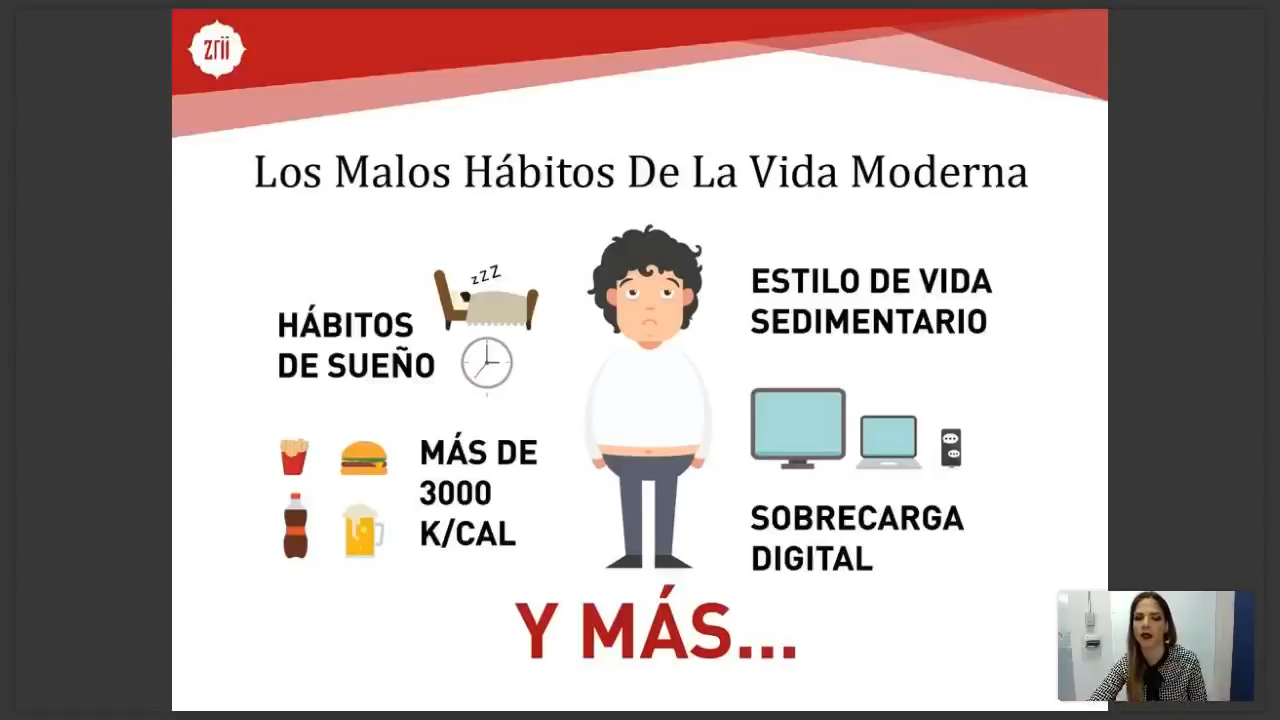 zrii
Los Malos Hábitos De La Vida Moderna
zzZ
HÁBITOS
DE SUEÑO
MÁS DE
3000
K/CAL
ESTILO DE VIDA
SEDIMENTARIO
SOBRECARGA
DIGITAL
Y MÁS...